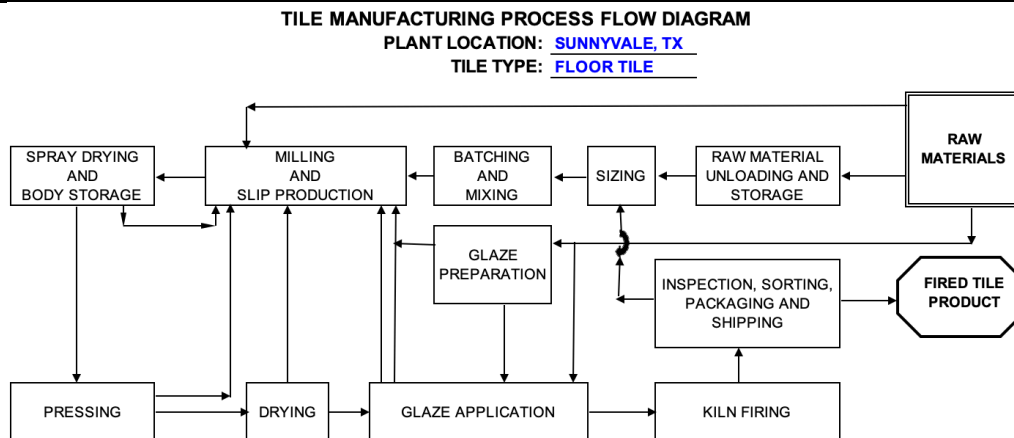 TILE MANUFACTURING PROCESS FLOW DIAGRAM
PLANT LOCATION: SUNNYVALE, TX
TILE TYPE: FLOOR TILE
SPRAY DRYING
AND
BODY STORAGE
MILLING
AND
SLIP PRODUCTION
BATCHING
AND
MIXING
SIZING
RAW MATERIAL
UNLOADING AND
STORAGE
RAW
MATERIALS
GLAZE
PREPARATION
INSPECTION, SORTING,
PACKAGING AND
SHIPPING
FIRED TILE
PRODUCT
PRESSING
DRYING
GLAZE APPLICATION
KILN FIRING